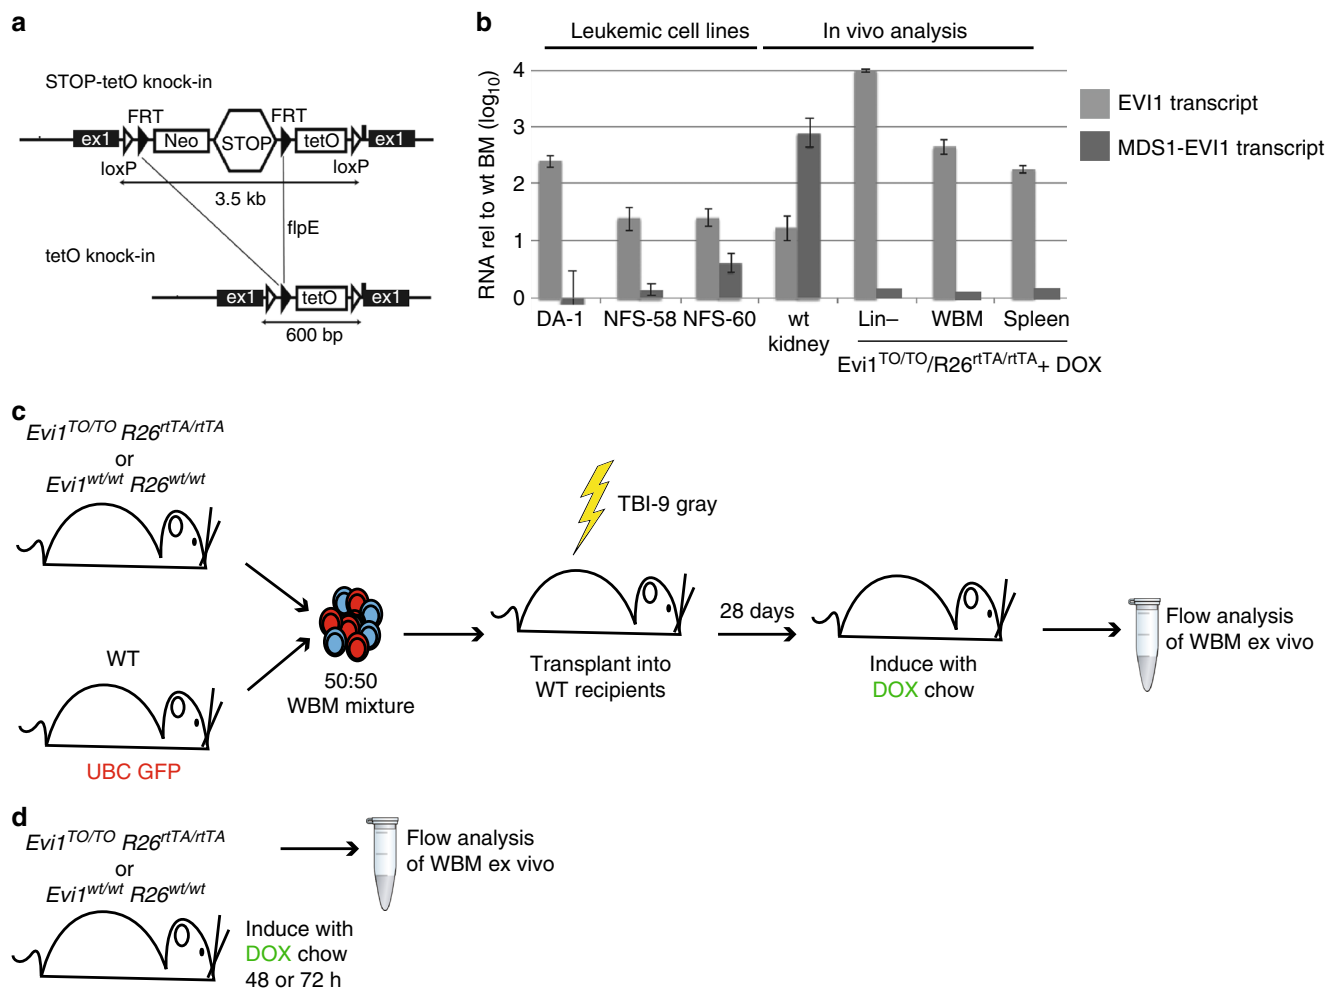 a
STOP-tetO knock-in
FRT
FRT
ex1
Neo
STOP
tetO
ex1
loxP
loxP
3.5 kb
flpE
tetO knock-in
ex1
tetO
ex1
600 bp
b
Leukemic cell lines
In vivo analysis
RNA rel to wt BM (log10)
4
3
2
1
0
EVI1 transcript
MDS1-EVI1 transcript
DA-1
NFS-58
NFS-60
wt
kidney
Lin–
WBM
Spleen
Evi1TO/TO/R26rtTA/rtTA+ DOX
c
Evi1TO/TO R26rtTA/rtTA
or
Evi1wt/wt R26wt/wt
WT
UBC GFP
50:50
WBM mixture
TBI-9 gray
Transplant into
WT recipients
28 days
Induce with
DOX chow
Flow analysis
of WBM ex vivo
d
Evi1TO/TO R26rtTA/rtTA
or
Evi1wt/wt R26wt/wt
Induce with
DOX chow
48 or 72 h
Flow analysis
of WBM ex vivo